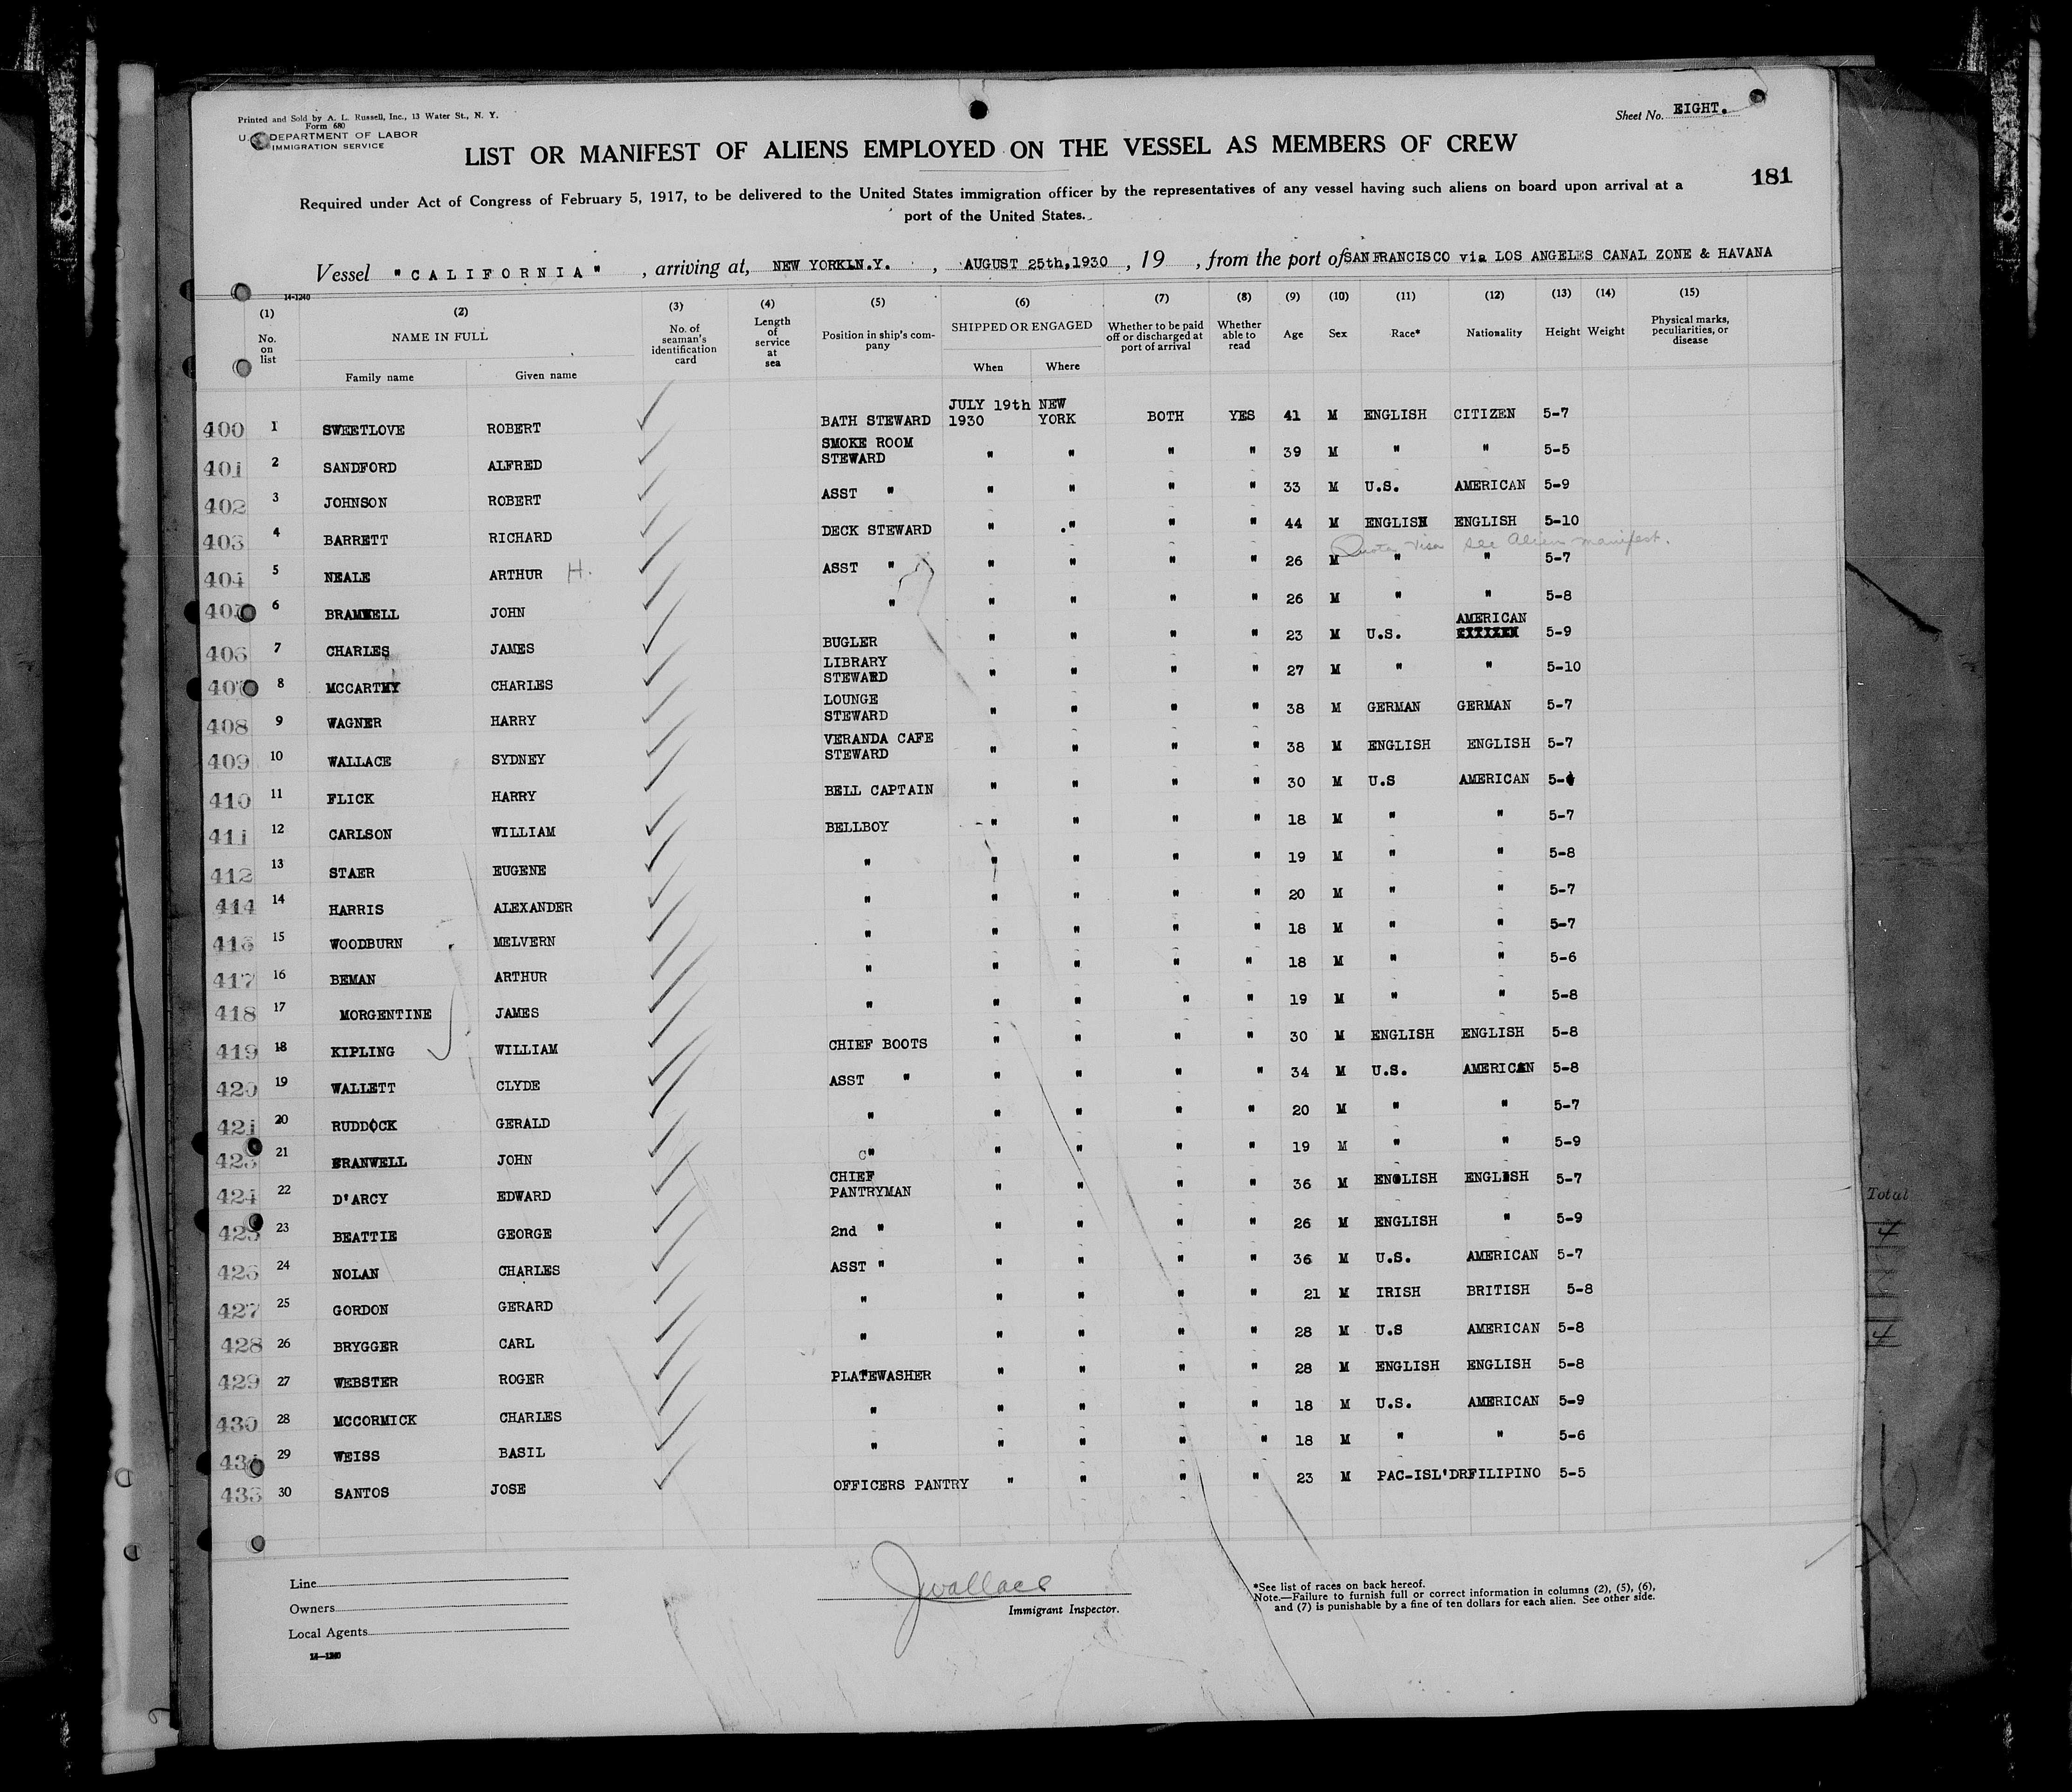 Printed and Sold by A. L. Russell, Inc., 13 Water St., N. Y.
Form 680
U. S. DEPARTMENT OF LABOR
IMMIGRATION SERVICE
Sheet No. EIGHT.
LIST OR MANIFEST OF ALIENS EMPLOYED ON THE VESSEL AS MEMBERS OF CREW
181
Required under Act of Congress of February 5, 1917, to be delivered to the United States immigration officer by the representatives of any vessel having such aliens on board upon arrival at a
port of the United States.
Vessel "CALIFORNIA" , arriving at, NEW YORK N.Y. , AUGUST 25th,1930 , 19 , from the port of SAN FRANCISCO via LOS ANGELES CANAL ZONE & HAVANA
14-1240
(1) (2) (3) (4) (5) (6) (7) (8) (9) (10) (11) (12) (13) (14) (15)
No. on list NAME IN FULL No. of seaman's identification card Length of service at sea Position in ship's company SHIPPED OR ENGAGED Whether to be paid off or discharged at port of arrival Whether able to read Age Sex Race* Nationality Height Weight Physical marks, peculiarities, or disease
Family name Given name When Where
400 1 SWEETLOVE ROBERT BATH STEWARD JULY 19th 1930 NEW YORK BOTH YES 41 M ENGLISH CITIZEN 5-7
401 2 SANDFORD ALFRED SMOKE ROOM STEWARD " " " " 39 M " " 5-5
402 3 JOHNSON ROBERT ASST " " " " " 33 M U.S. AMERICAN 5-9
403 4 BARRETT RICHARD DECK STEWARD " " " " 44 M ENGLISH ENGLISH 5-10
Quota visa see Alien manifest.
404 5 NEALE ARTHUR H. ASST " " " " " 26 M " " 5-7
6 BRAMWELL JOHN " " " " " 26 M " " 5-8
406 7 CHARLES JAMES BUGLER " " " " 23 M U.S. AMERICAN 5-9
407 8 MCCARTHY CHARLES LIBRARY STEWARD " " " " 27 M " " 5-10
408 9 WAGNER HARRY LOUNGE STEWARD " " " " 38 M GERMAN GERMAN 5-7
409 10 WALLACE SYDNEY VERANDA CAFE STEWARD " " " " 38 M ENGLISH ENGLISH 5-7
410 11 FLICK HARRY BELL CAPTAIN " " " " 30 M U.S AMERICAN
411 12 CARLSON WILLIAM BELLBOY " " " " 18 M " " 5-7
412 13 STAER EUGENE " " " " " 19 M " " 5-8
414 14 HARRIS ALEXANDER " " " " " 20 M " " 5-7
416 15 WOODBURN MELVERN " " " " " 18 M " " 5-7
417 16 BEMAN ARTHUR " " " " " 18 M " " 5-6
418 17 MORGENTINE JAMES " " " " " 19 M " " 5-8
419 18 KIPLING WILLIAM CHIEF BOOTS " " " " 30 M ENGLISH ENGLISH 5-8
420 19 WALLETT CLYDE ASST " " " " " 34 M U.S. AMERICAN 5-8
421 20 RUDDOCK GERALD " " " " " 20 M " " 5-7
423 21 BRANWELL JOHN C" " " " " 19 M " " 5-9
424 22 D'ARCY EDWARD CHIEF PANTRYMAN " " " " 36 M ENGLISH ENGLISH 5-7
425 23 BEATTIE GEORGE 2nd " " " " " 26 M ENGLISH " 5-9
426 24 NOLAN CHARLES ASST " " " " " 36 M U.S. AMERICAN 5-7
427 25 GORDON GERARD " " " " " 21 M IRISH BRITISH 5-8
428 26 BRYGGER CARL " " " " " 28 M U.S AMERICAN 5-8
429 27 WEBSTER ROGER PLATEWASHER " " " " 28 M ENGLISH ENGLISH 5-8
430 28 MCCORMICK CHARLES " " " " " 18 M U.S. AMERICAN 5-9
29 WEISS BASIL " " " " " 18 M " " 5-6
433 30 SANTOS JOSE OFFICERS PANTRY " " " " 23 M PAC-ISL'DR FILIPINO 5-5
Total
4
4
Line
Owners
Local Agents
14-1240
J Wallace
Immigrant Inspector.
*See list of races on back hereof.
Note.—Failure to furnish full or correct information in columns (2), (5), (6),
and (7) is punishable by a fine of ten dollars for each alien. See other side.